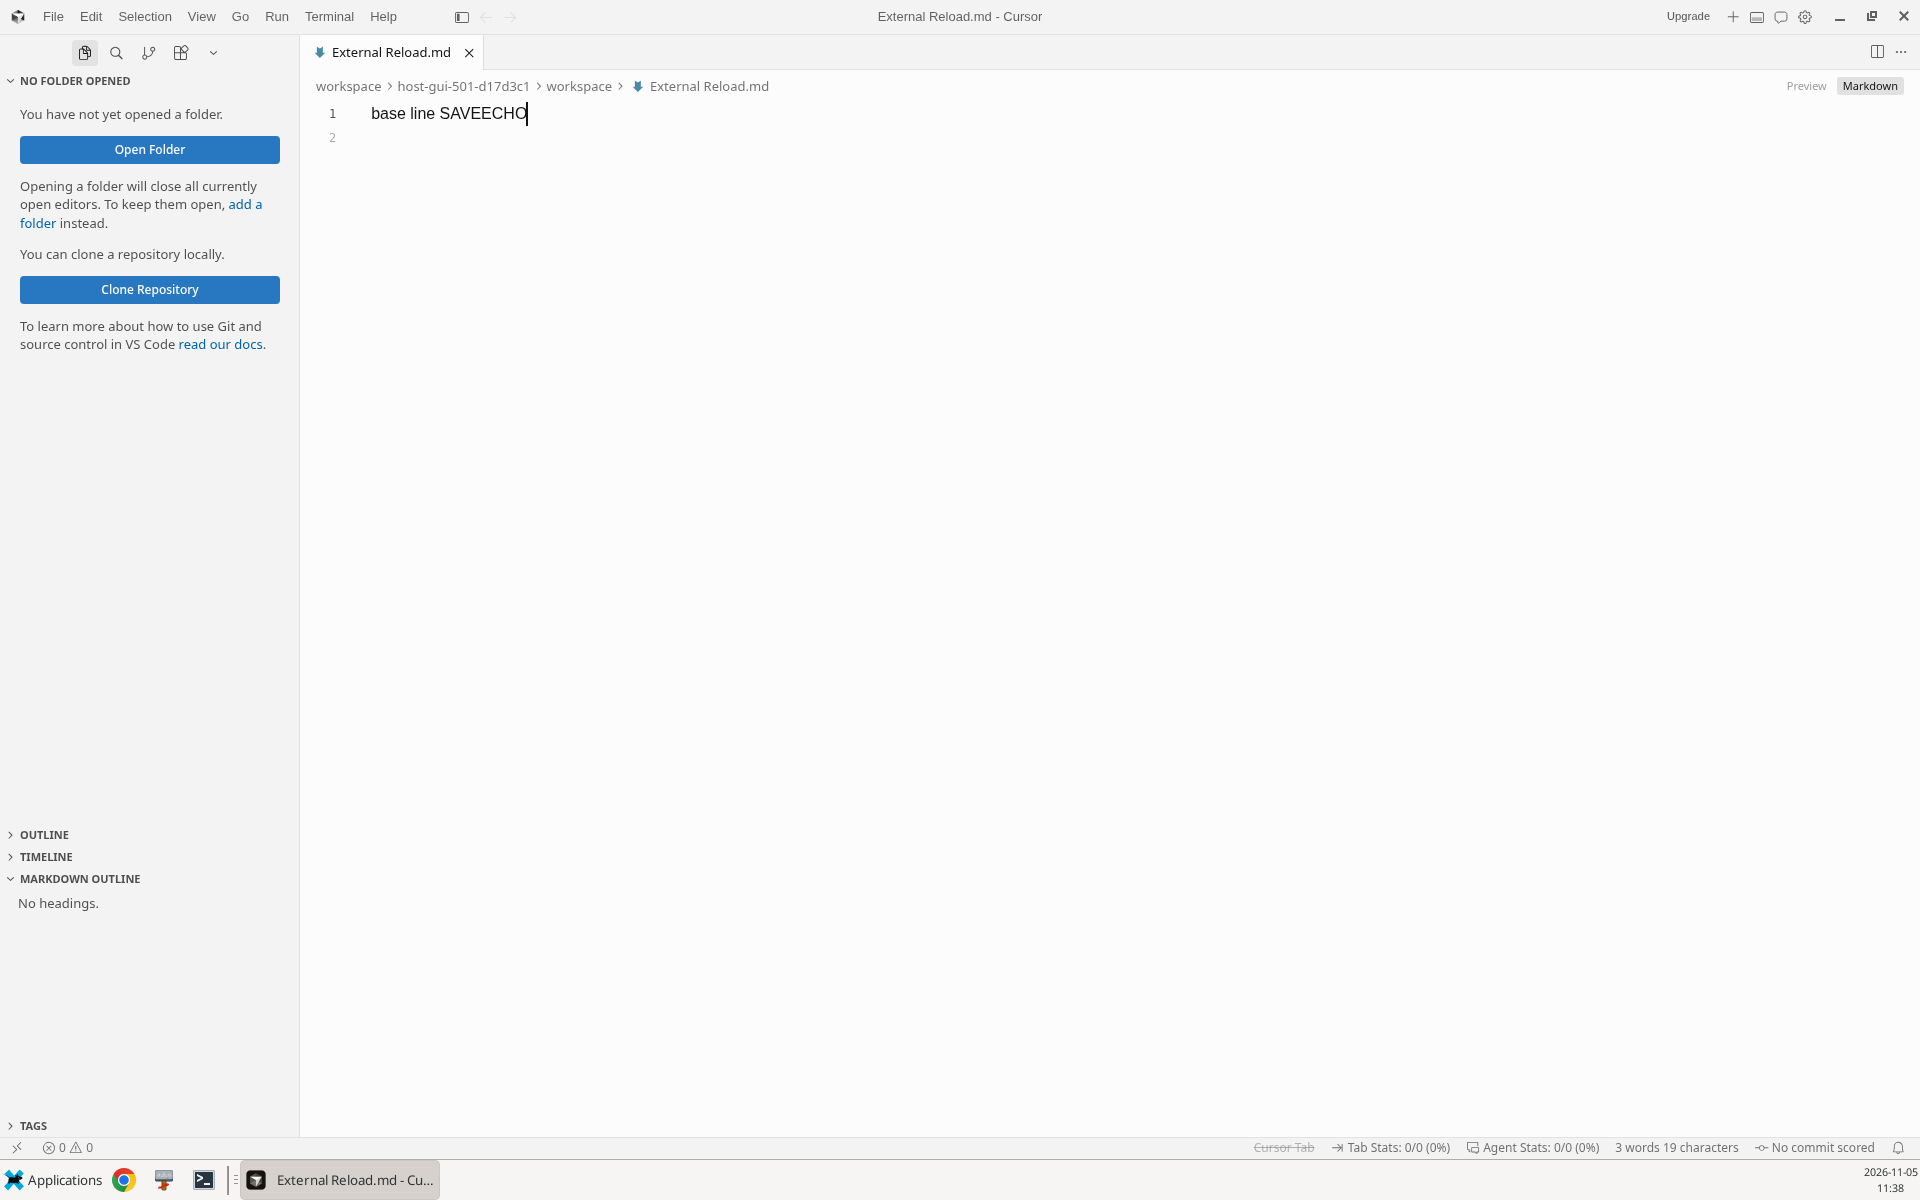 File Edit Selection View Go Run Terminal Help
External Reload.md - Cursor
Upgrade
NO FOLDER OPENED
You have not yet opened a folder.
Open Folder
Opening a folder will close all currently
open editors. To keep them open, add a
folder instead.
You can clone a repository locally.
Clone Repository
To learn more about how to use Git and
source control in VS Code read our docs.
OUTLINE
TIMELINE
MARKDOWN OUTLINE
No headings.
TAGS
External Reload.md
workspace > host-gui-501-d17d3c1 > workspace > External Reload.md
Preview Markdown
1 base line SAVEECHO
2
0 0
Cursor Tab Tab Stats: 0/0 (0%) Agent Stats: 0/0 (0%) 3 words 19 characters No commit scored
Applications
External Reload.md - Cu...
2026-11-05
11:38